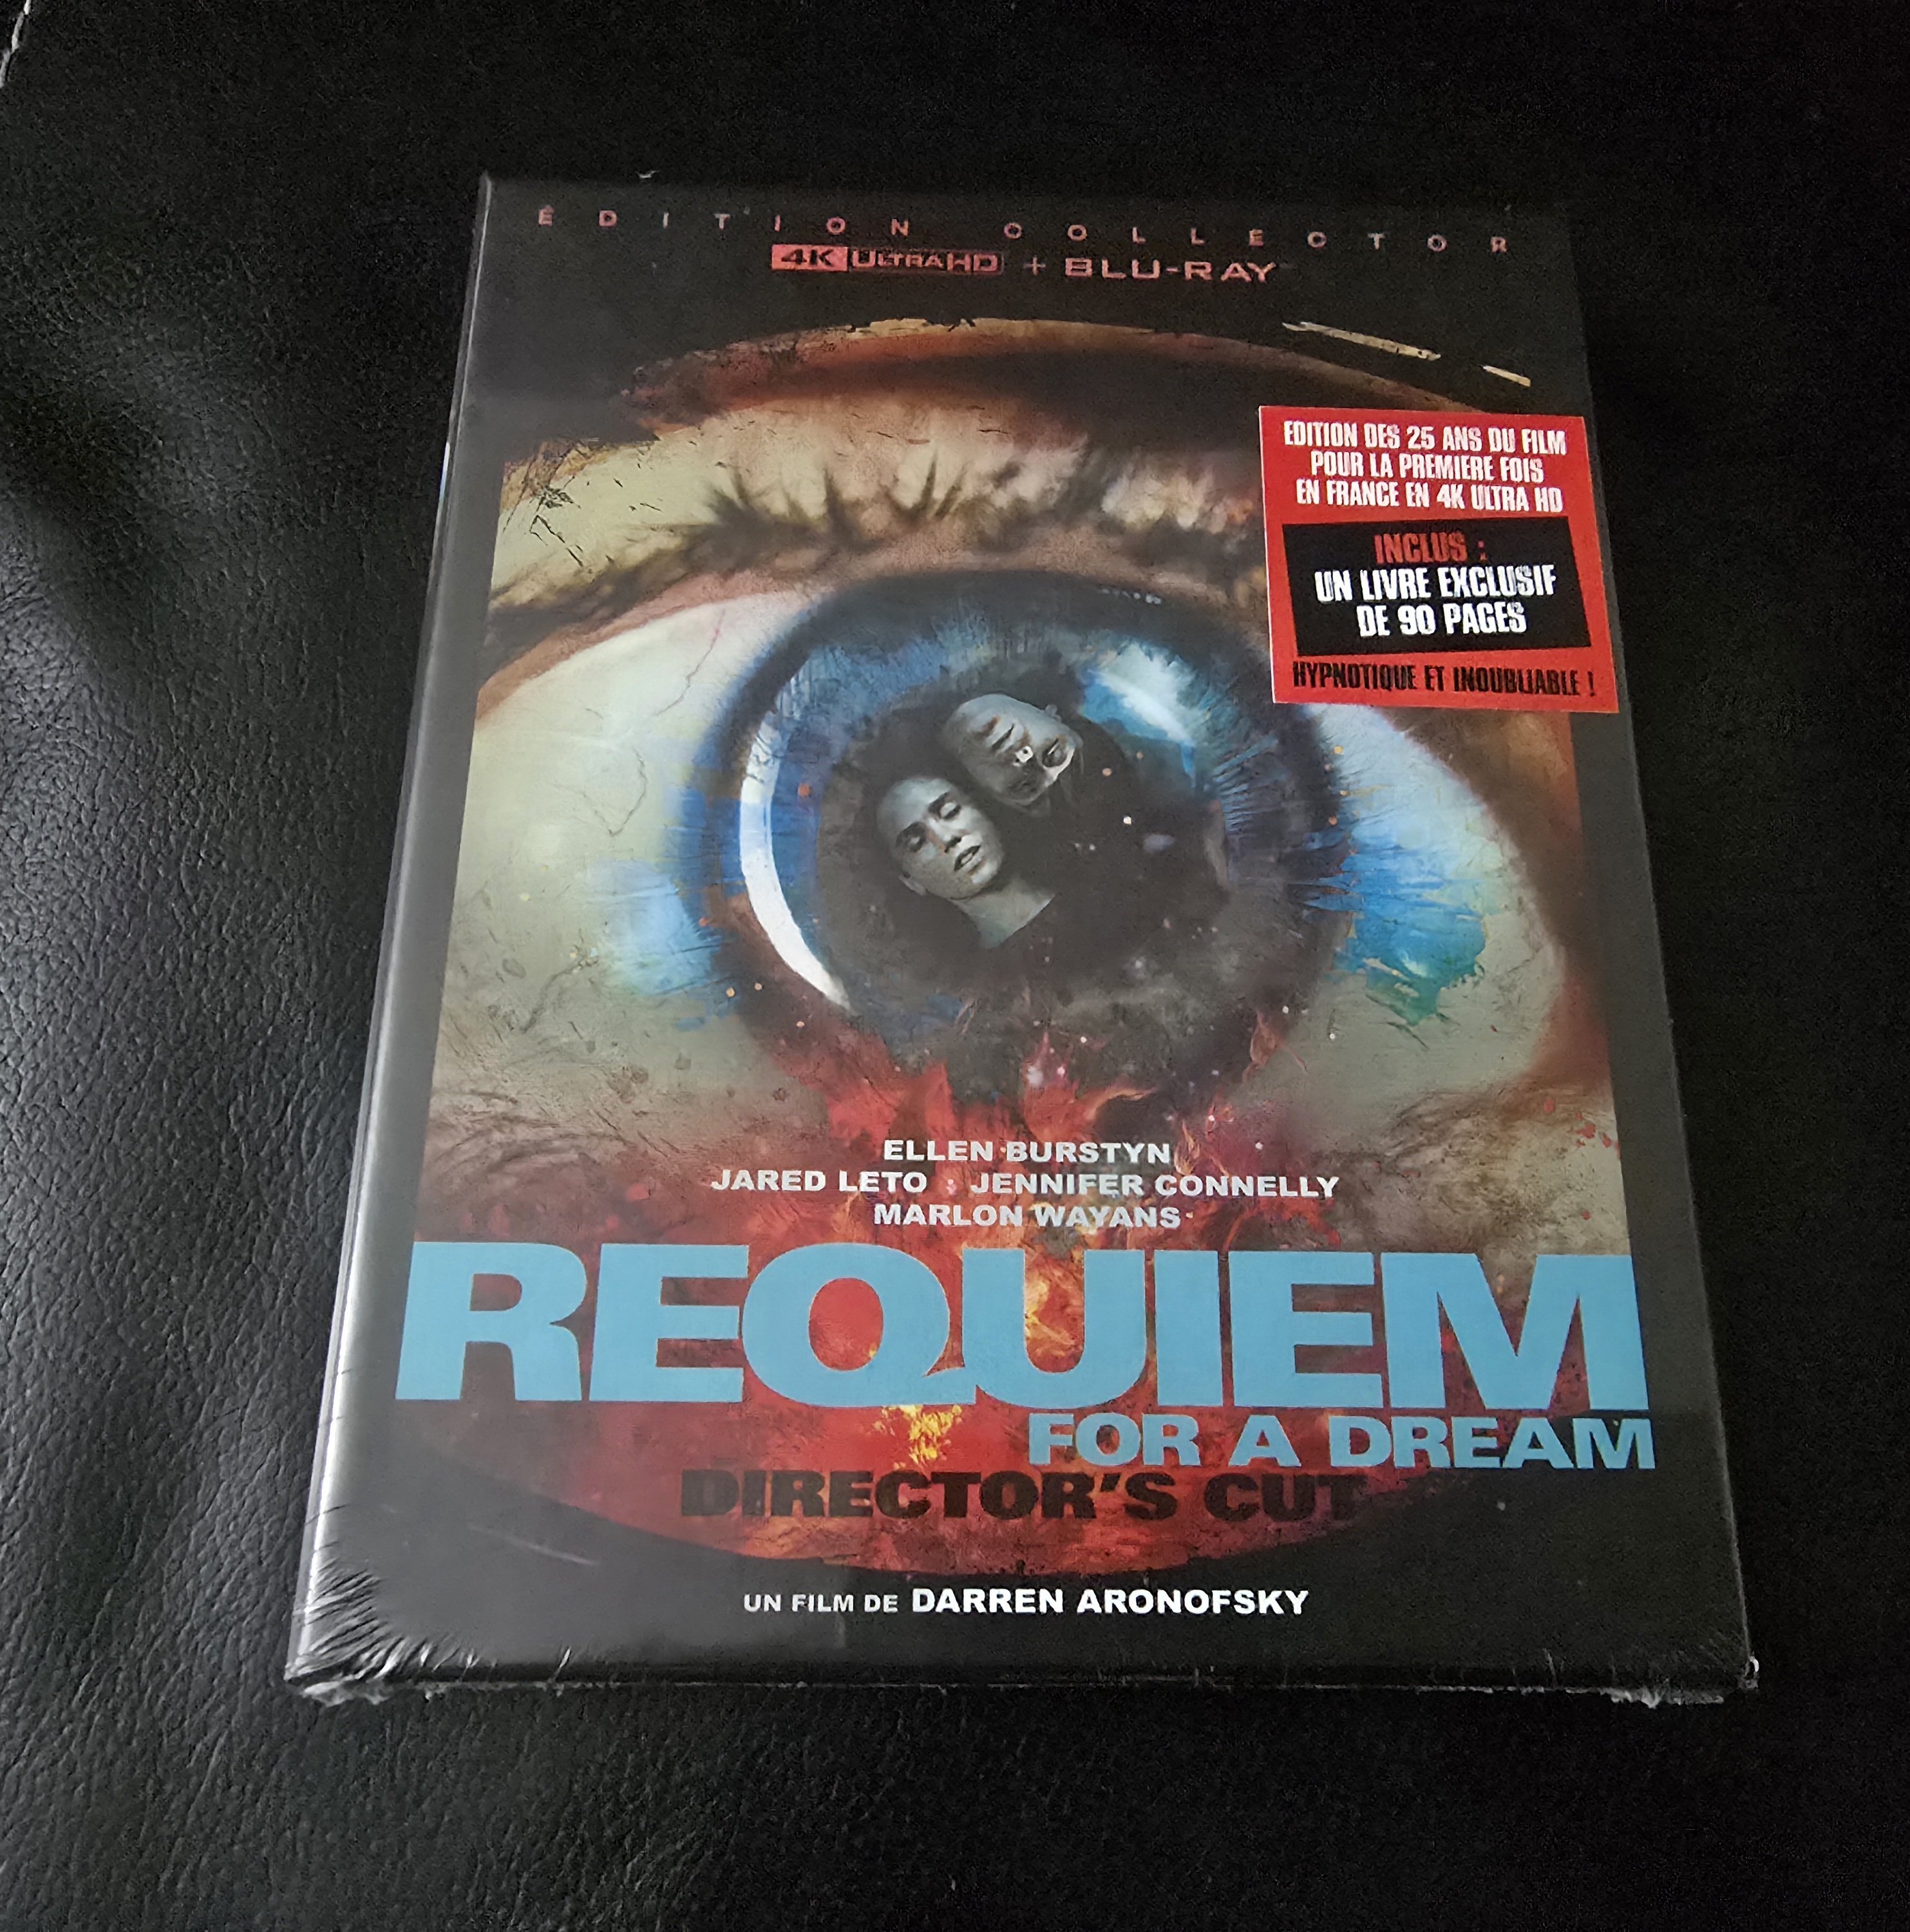 ÉDITION COLLECTOR
4K ULTRA HD + BLU-RAY
EDITION DES 25 ANS DU FILM
POUR LA PREMIERE FOIS
EN FRANCE EN 4K ULTRA HD
INCLUS :
UN LIVRE EXCLUSIF
DE 90 PAGES
HYPNOTIQUE ET INOUBLIABLE !
ELLEN BURSTYN
JARED LETO JENNIFER CONNELLY
MARLON WAYANS
REQUIEM
FOR A DREAM
DIRECTOR'S CUT
UN FILM DE DARREN ARONOFSKY